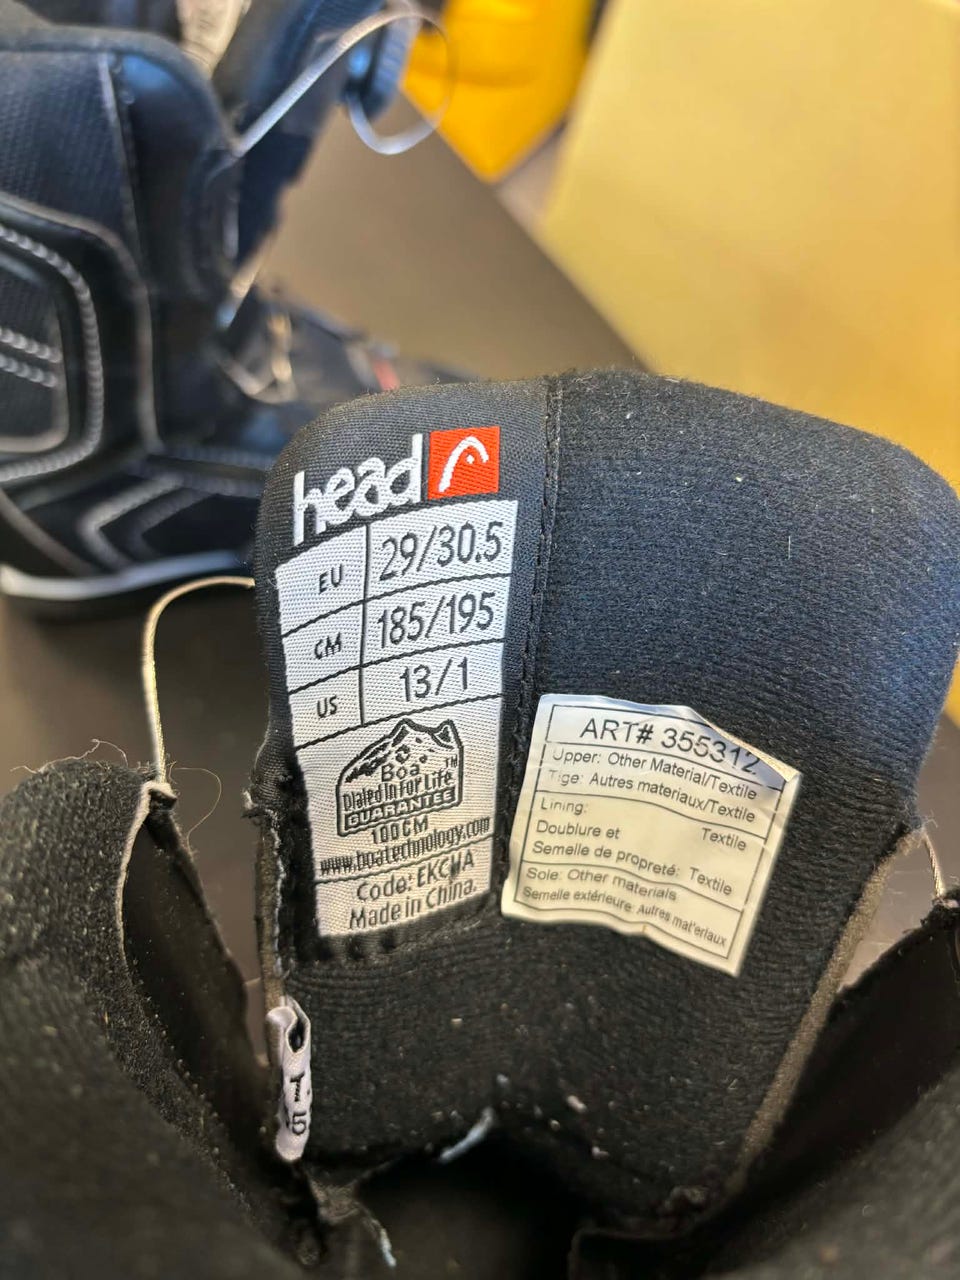 head
EU 29/30.5
CM 185/195
US 13/1
Boa™
Dialed In For Life
GUARANTEE
100CM
www.boatechnology.com
Code: EKCWA
Made in China.
ART# 355312
Upper: Other Material/Textile
Tige: Autres materiaux/Textile
Lining:
Textile
Doublure et
Semelle de propreté: Textile
Sole: Other materials
Semelle extérieure: Autres mat'eriaux